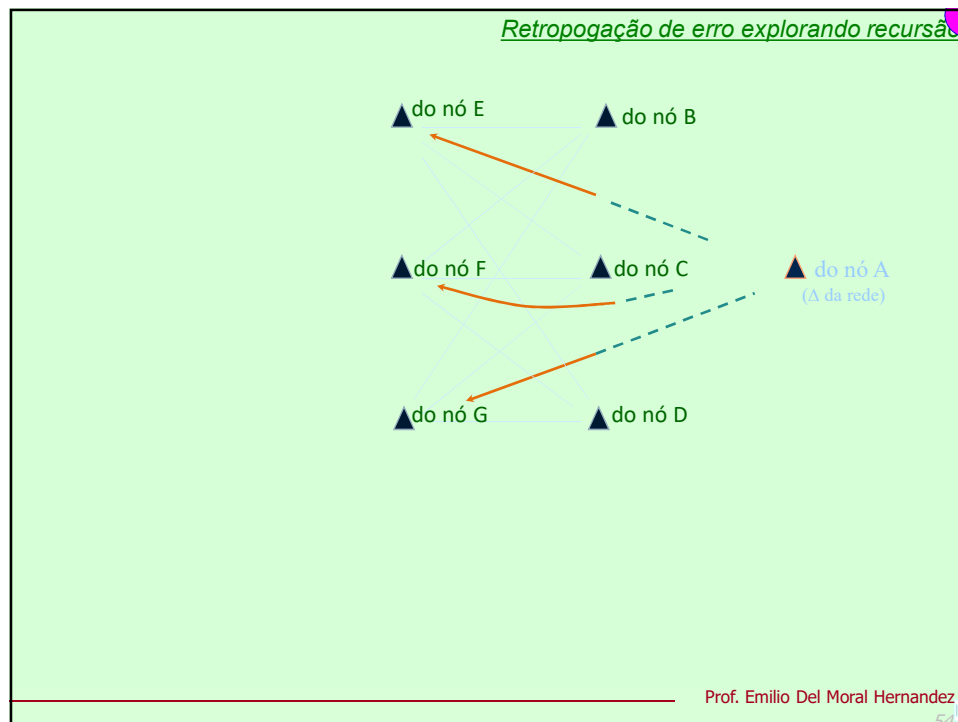 Retropogação de erro explorando recursão
do nó E
do nó B
do nó F
do nó C
do nó A
(Δ da rede)
do nó G
do nó D
Prof. Emilio Del Moral Hernandez
54